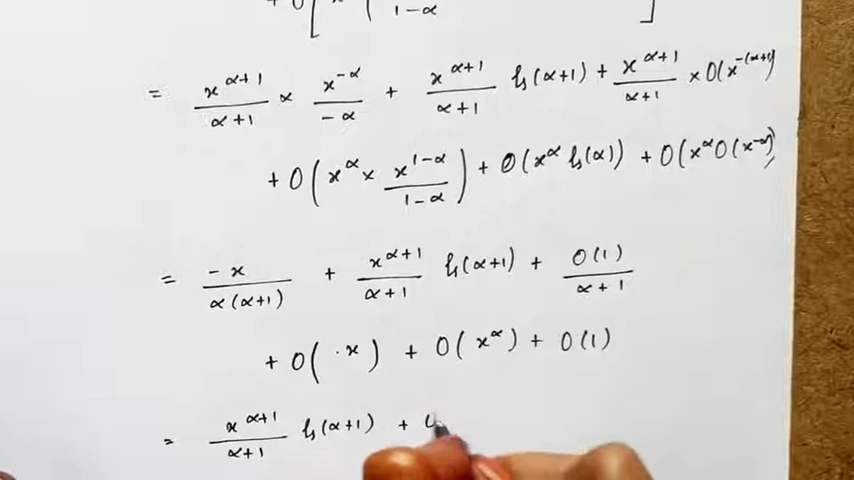 + O[ x ( 1-α ]
= x^{α+1}/(α+1) × x^{-α}/(-α) + x^{α+1}/(α+1) ζ(α+1) + x^{α+1}/(α+1) × O(x^{-(α+1)})
+ O(x^α × x^{1-α}/(1-α)) + O(x^α ζ(α)) + O(x^α O(x^{-α}))
= -x/(α(α+1)) + x^{α+1}/(α+1) ζ(α+1) + O(1)/(α+1)
+ O(·x) + O(x^α) + O(1)
= x^{α+1}/(α+1) ζ(α+1) +